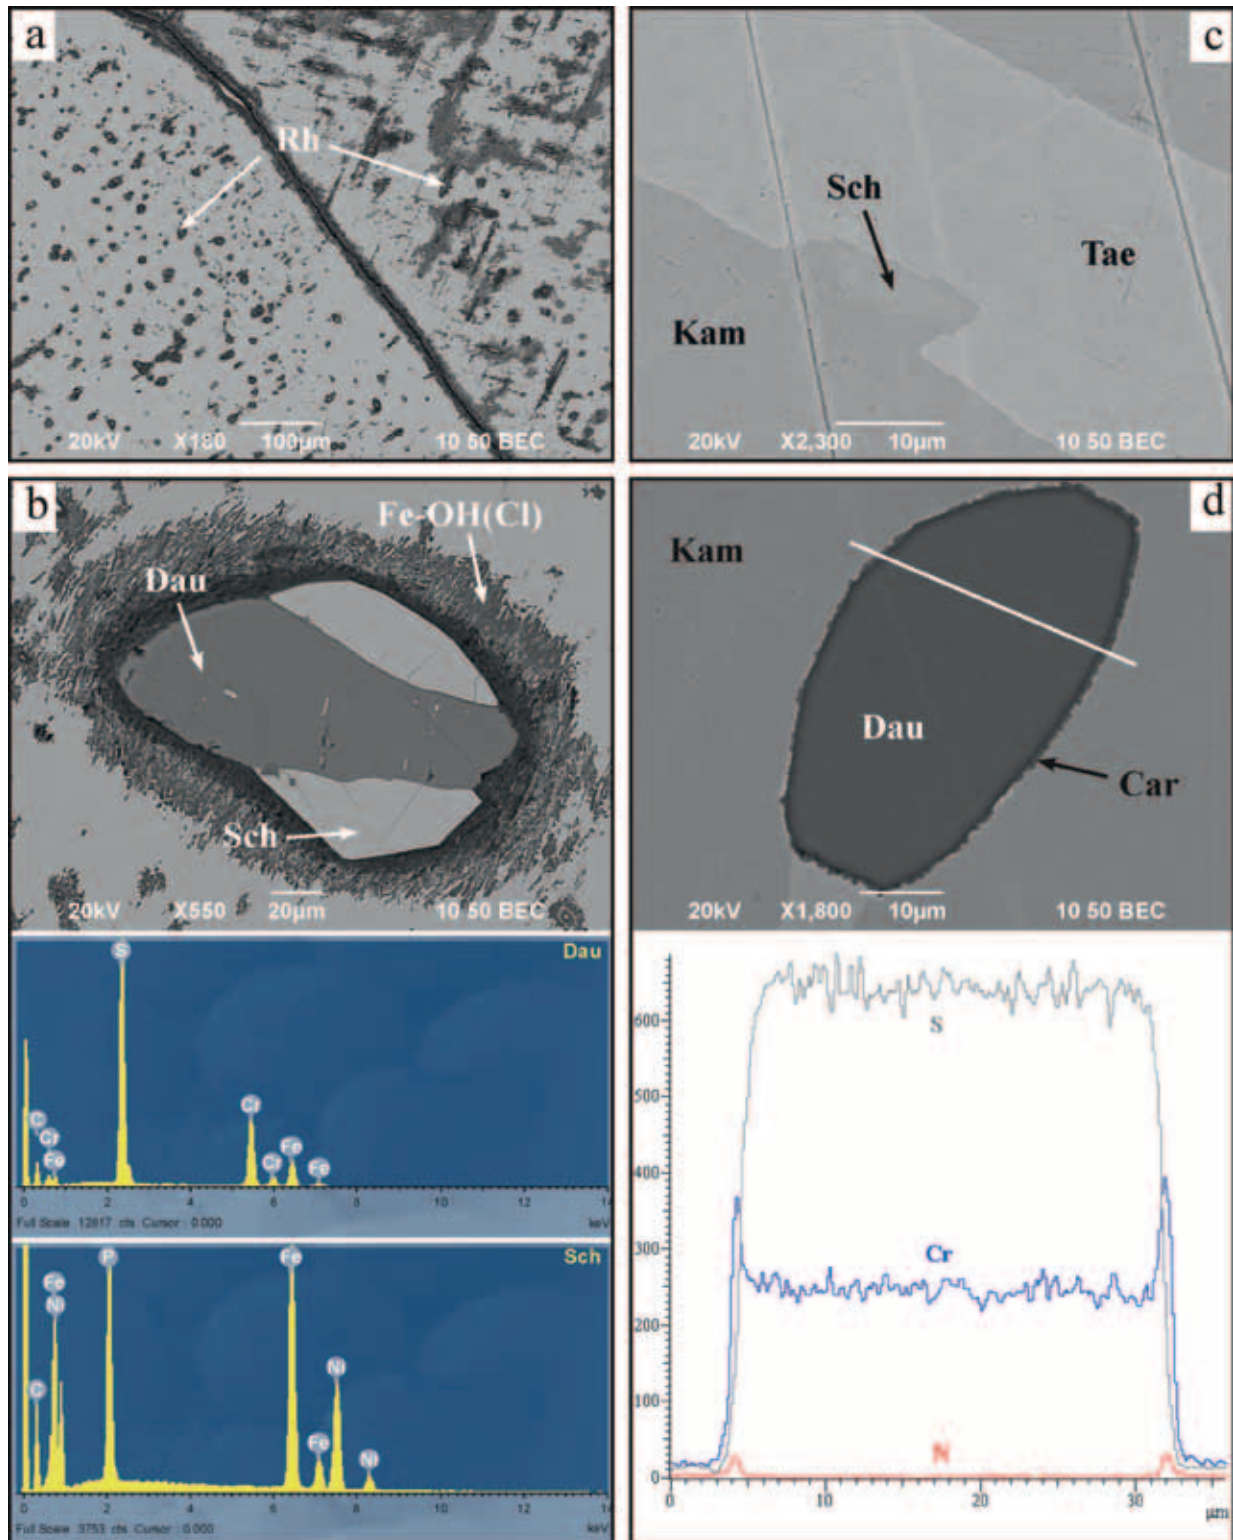 a
Rh
20kV X180 100μm 10 50 BEC
c
Sch
Tae
Kam
20kV X2,300 10μm 10 50 BEC
b
Fe-OH(Cl)
Dau
Sch
20kV X550 20μm 10 50 BEC
d
Kam
Dau
Car
20kV X1,800 10μm 10 50 BEC
Dau
S
C
Cr
Fe
Cr
Cr
Fe
Fe
0 2 4 6 8 10 12 14
Full Scale 12817 cts Cursor: 0.000 keV
Sch
Fe
Ni
C
P
Fe
Fe
Ni
Ni
0 2 4 6 8 10 12 14
Full Scale 3753 cts Cursor: 0.000 keV
600
500
400
300
200
100
0
S
Cr
N
0 10 20 30 μm